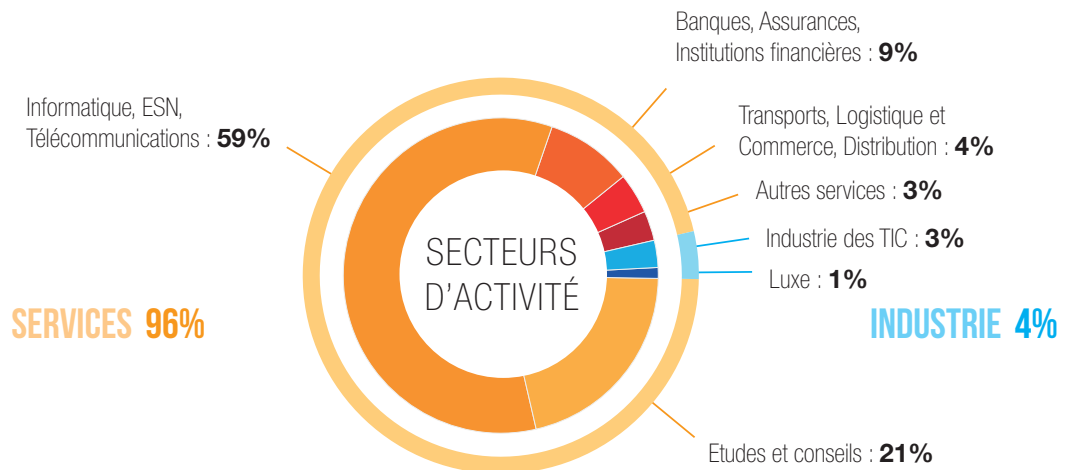 Banques, Assurances,
Institutions financières : 9%
Informatique, ESN,
Télécommunications : 59%
Transports, Logistique et
Commerce, Distribution : 4%
Autres services : 3%
Industrie des TIC : 3%
Luxe : 1%
SECTEURS
D'ACTIVITÉ
SERVICES 96%
INDUSTRIE 4%
Etudes et conseils : 21%